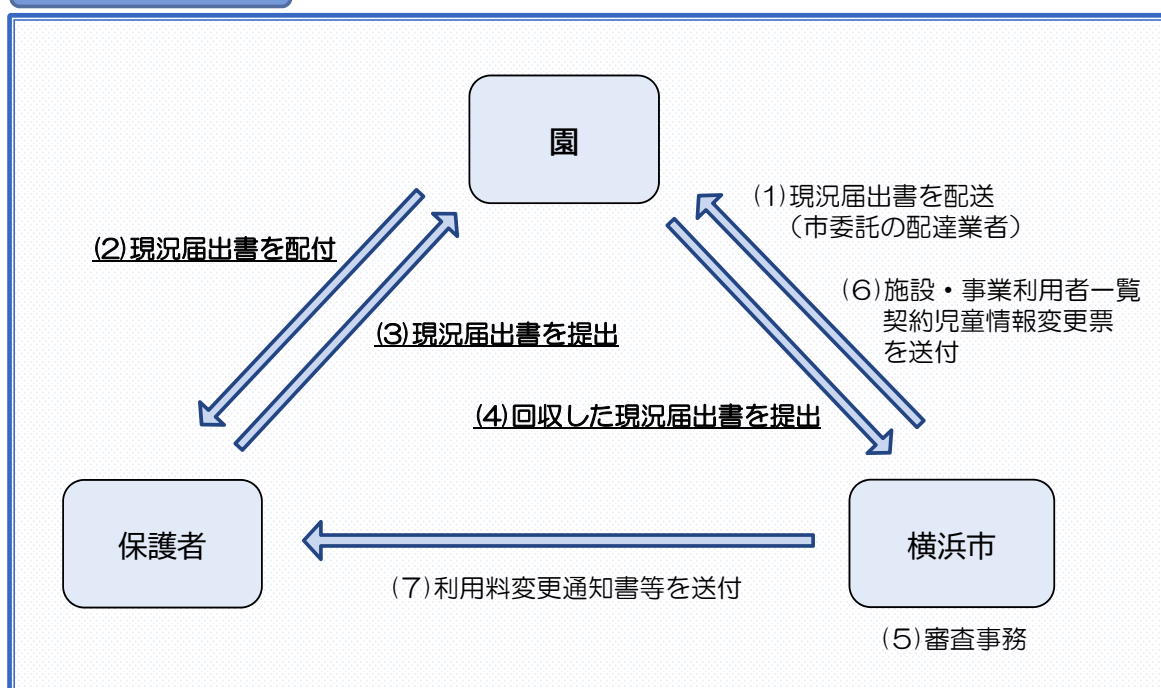 園
(1)現況届出書を配送
(市委託の配達業者)
(2)現況届出書を配付
(6)施設・事業利用者一覧
契約児童情報変更票
を送付
(3)現況届出書を提出
(4)回収した現況届出書を提出
保護者
横浜市
(7)利用料変更通知書等を送付
(5)審査事務